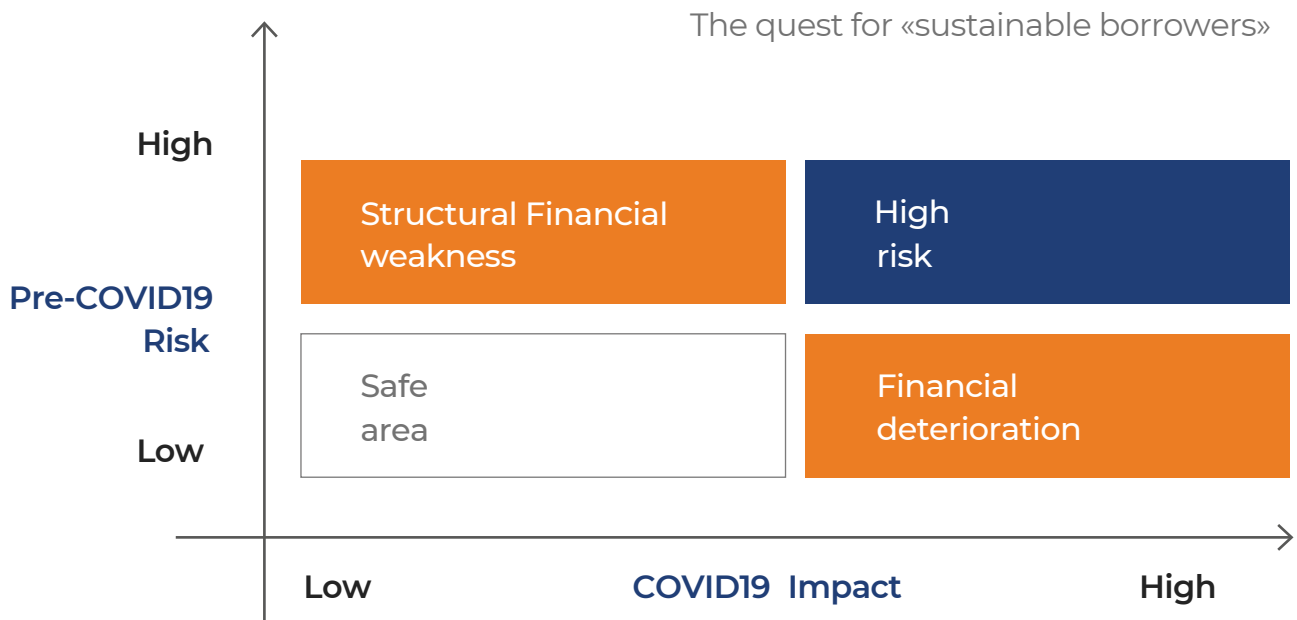 The quest for «sustainable borrowers»
High
Structural Financial
weakness
High
risk
Pre-COVID19
Risk
Safe
area
Financial
deterioration
Low
Low
COVID19 Impact
High